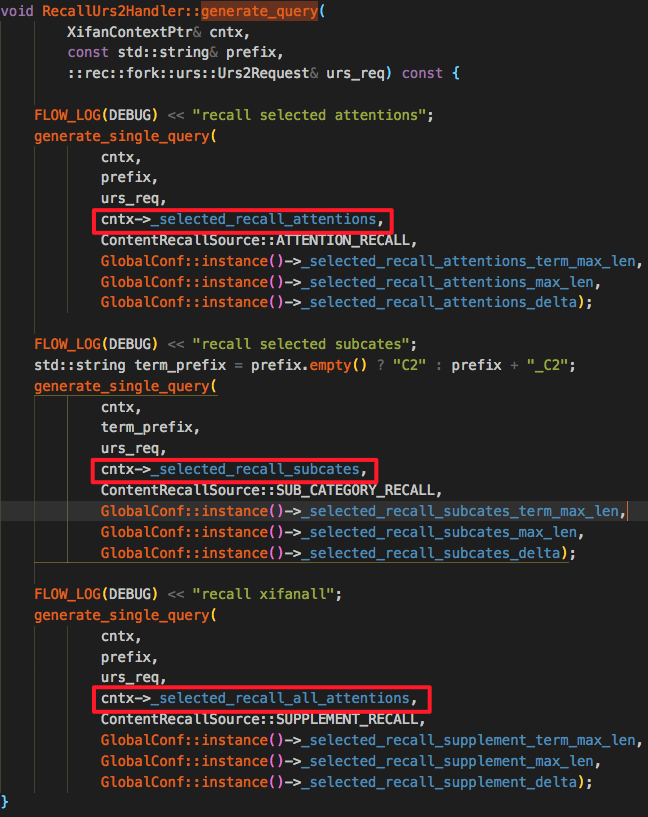 void RecallUrs2Handler::generate_query(
XifanContextPtr& cntx,
const std::string& prefix,
::rec::fork::urs::Urs2Request& urs_req) const {
FLOW_LOG(DEBUG) << "recall selected attentions";
generate_single_query(
cntx,
prefix,
urs_req,
cntx->_selected_recall_attentions,
ContentRecallSource::ATTENTION_RECALL,
GlobalConf::instance()->_selected_recall_attentions_term_max_len,
GlobalConf::instance()->_selected_recall_attentions_max_len,
GlobalConf::instance()->_selected_recall_attentions_delta);
FLOW_LOG(DEBUG) << "recall selected subcates";
std::string term_prefix = prefix.empty() ? "C2" : prefix + "_C2";
generate_single_query(
cntx,
term_prefix,
urs_req,
cntx->_selected_recall_subcates,
ContentRecallSource::SUB_CATEGORY_RECALL,
GlobalConf::instance()->_selected_recall_subcates_term_max_len,
GlobalConf::instance()->_selected_recall_subcates_max_len,
GlobalConf::instance()->_selected_recall_subcates_delta);
FLOW_LOG(DEBUG) << "recall xifanall";
generate_single_query(
cntx,
prefix,
urs_req,
cntx->_selected_recall_all_attentions,
ContentRecallSource::SUPPLEMENT_RECALL,
GlobalConf::instance()->_selected_recall_supplement_term_max_len,
GlobalConf::instance()->_selected_recall_supplement_max_len,
GlobalConf::instance()->_selected_recall_supplement_delta);
}